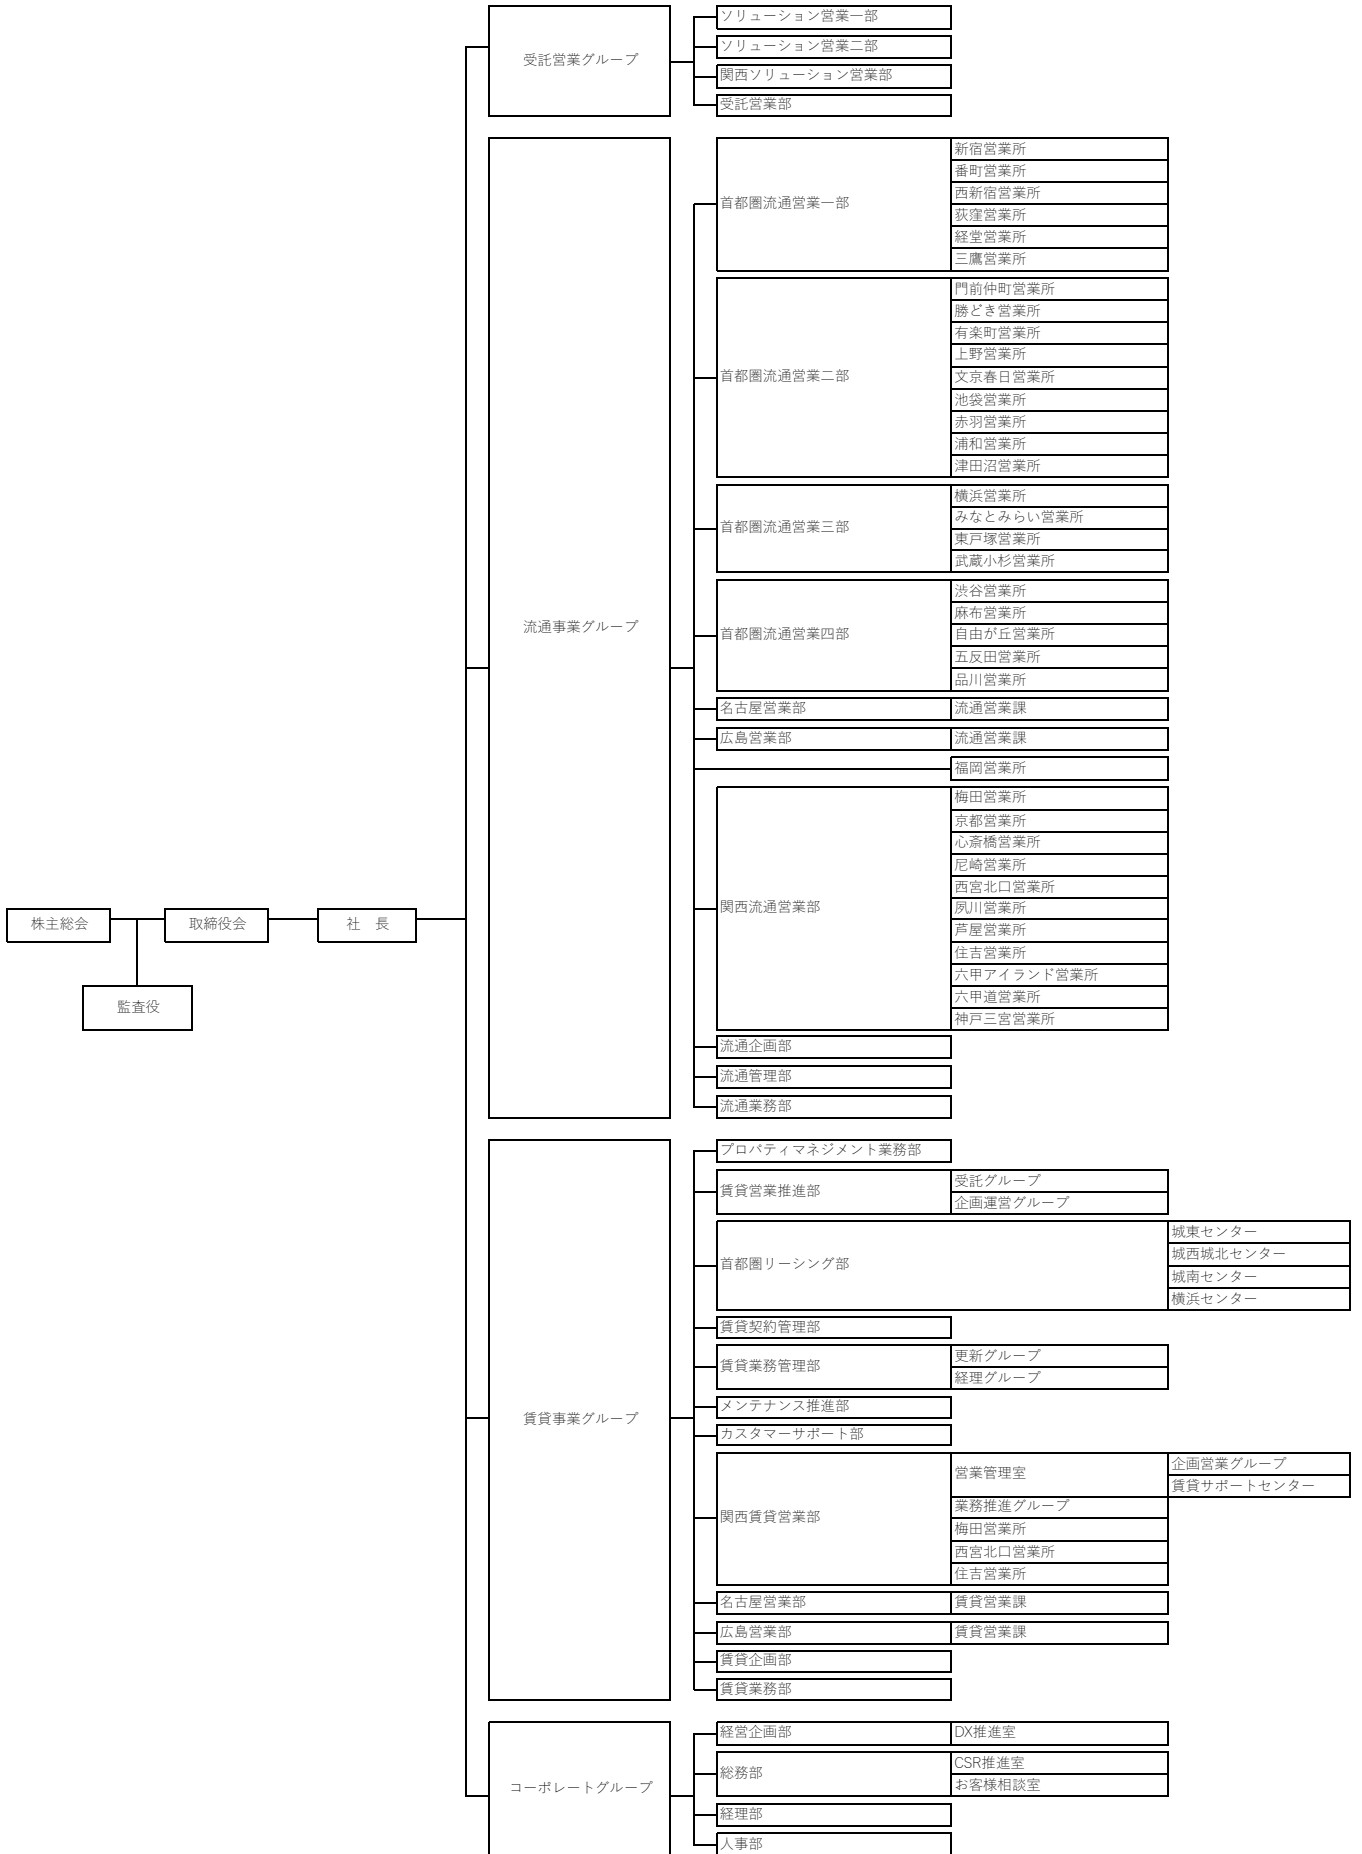 株主総会
取締役会
社　長
監査役
受託営業グループ
ソリューション営業一部
ソリューション営業二部
関西ソリューション営業部
受託営業部
流通事業グループ
首都圏流通営業一部
新宿営業所
番町営業所
西新宿営業所
荻窪営業所
経堂営業所
三鷹営業所
首都圏流通営業二部
門前仲町営業所
勝どき営業所
有楽町営業所
上野営業所
文京春日営業所
池袋営業所
赤羽営業所
浦和営業所
津田沼営業所
首都圏流通営業三部
横浜営業所
みなとみらい営業所
東戸塚営業所
武蔵小杉営業所
首都圏流通営業四部
渋谷営業所
麻布営業所
自由が丘営業所
五反田営業所
品川営業所
名古屋営業部
流通営業課
広島営業部
流通営業課
福岡営業所
関西流通営業部
梅田営業所
京都営業所
心斎橋営業所
尼崎営業所
西宮北口営業所
夙川営業所
芦屋営業所
住吉営業所
六甲アイランド営業所
六甲道営業所
神戸三宮営業所
流通企画部
流通管理部
流通業務部
賃貸事業グループ
プロパティマネジメント業務部
賃貸営業推進部
受託グループ
企画運営グループ
首都圏リーシング部
城東センター
城西城北センター
城南センター
横浜センター
賃貸契約管理部
賃貸業務管理部
更新グループ
経理グループ
メンテナンス推進部
カスタマーサポート部
関西賃貸営業部
営業管理室
企画営業グループ
賃貸サポートセンター
業務推進グループ
梅田営業所
西宮北口営業所
住吉営業所
名古屋営業部
賃貸営業課
広島営業部
賃貸営業課
賃貸企画部
賃貸業務部
コーポレートグループ
経営企画部
DX推進室
総務部
CSR推進室
お客様相談室
経理部
人事部